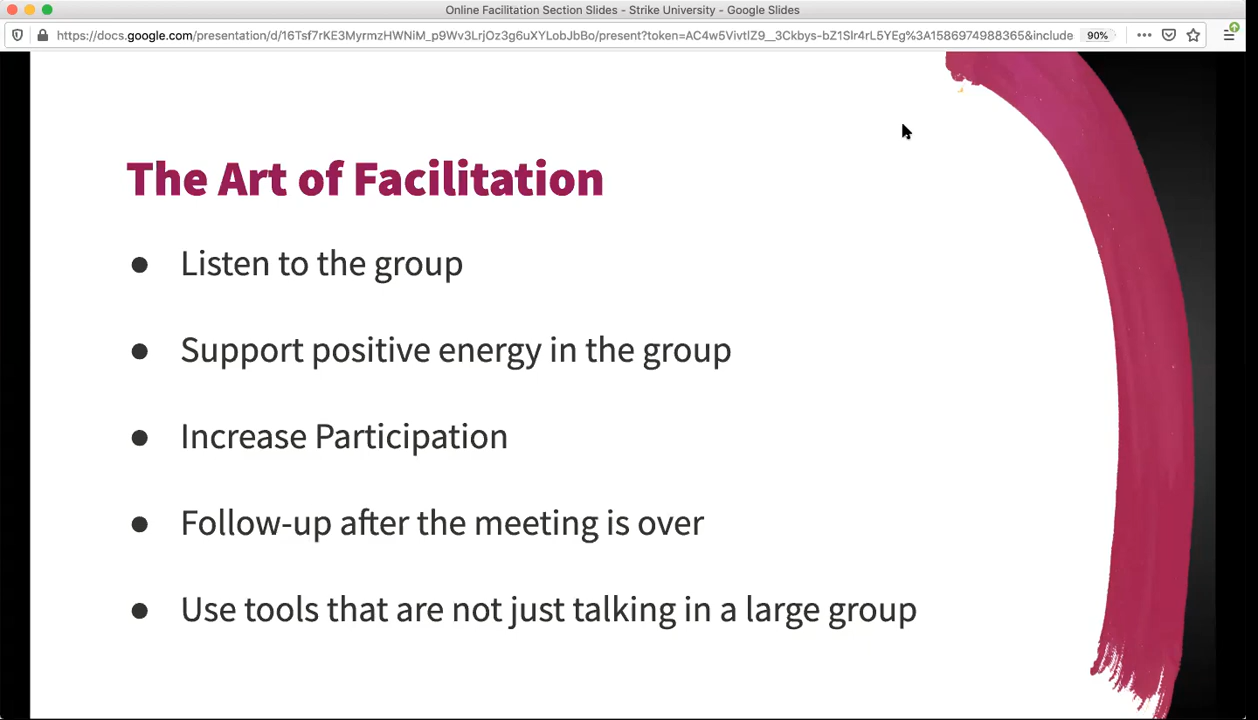 Online Facilitation Section Slides - Strike University - Google Slides
https://docs.google.com/presentation/d/16Tsf7rKE3MyrmzHWNiM_p9Wv3LrjOz3g6uXYLobJbBo/present?token=AC4w5VivtlZ9__3Ckbys-bZ1Slr4rL5YEg%3A1586974988365&include 90%
The Art of Facilitation
● Listen to the group
● Support positive energy in the group
● Increase Participation
● Follow-up after the meeting is over
● Use tools that are not just talking in a large group